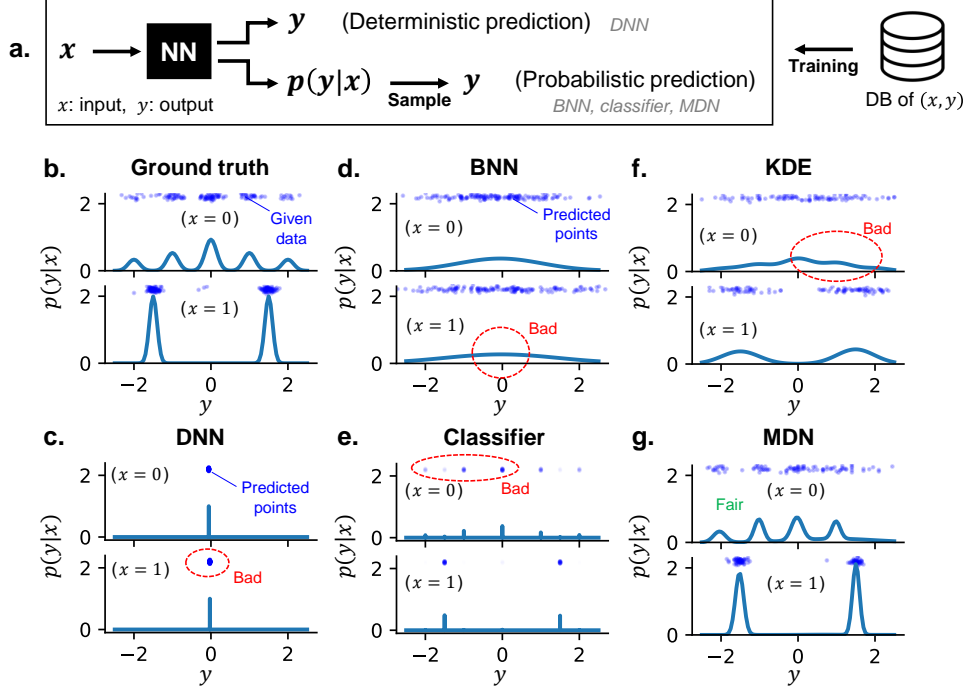 a.
x
NN
y
(Deterministic prediction)
DNN
p(y|x)
Sample
y
(Probabilistic prediction)
BNN, classifier, MDN
x: input, y: output
Training
DB of (x, y)
b.
Ground truth
2
(x = 0)
Given
data
0
p(y|x)
2
(x = 1)
0
−2
0
2
y
d.
BNN
2
(x = 0)
Predicted
points
0
p(y|x)
2
(x = 1)
Bad
0
−2
0
2
y
f.
KDE
2
(x = 0)
Bad
0
p(y|x)
2
(x = 1)
0
−2
0
2
y
c.
DNN
2
(x = 0)
Predicted
points
0
p(y|x)
2
(x = 1)
Bad
0
−2
0
2
y
e.
Classifier
2
Bad
(x = 0)
0
p(y|x)
2
(x = 1)
0
−2
0
2
y
g.
MDN
2
(x = 0)
Fair
0
p(y|x)
2
(x = 1)
0
−2
0
2
y